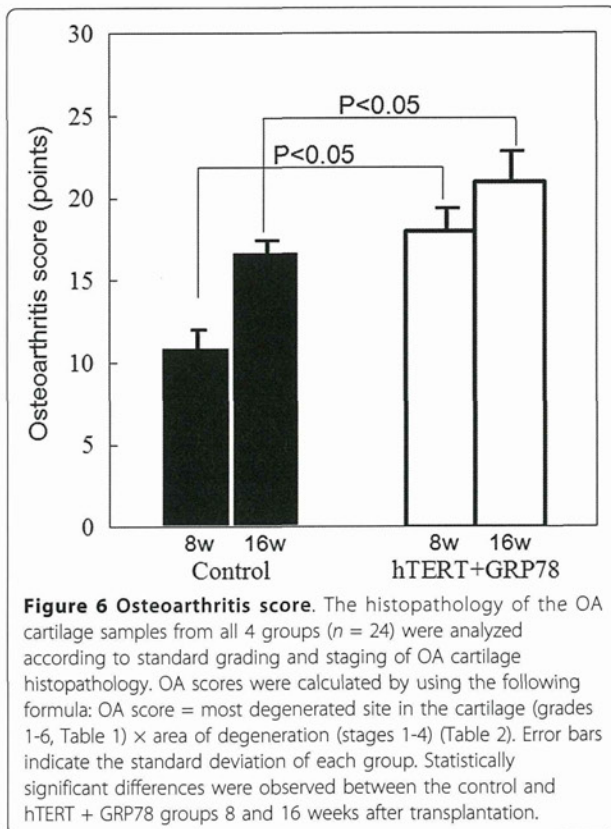 30
25
20
15
10
5
0
Osteoarthritis score (points)
P<0.05
P<0.05
8w 16w 8w 16w
Control hTERT+GRP78
Figure 6 Osteoarthritis score. The histopathology of the OA
cartilage samples from all 4 groups (n = 24) were analyzed
according to standard grading and staging of OA cartilage
histopathology. OA scores were calculated by using the following
formula: OA score = most degenerated site in the cartilage (grades
1-6, Table 1) × area of degeneration (stages 1-4) (Table 2). Error bars
indicate the standard deviation of each group. Statistically
significant differences were observed between the control and
hTERT + GRP78 groups 8 and 16 weeks after transplantation.